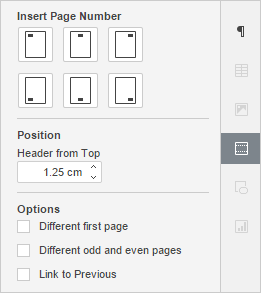 Insert Page Number
Position
Header from Top
1.25 cm
Options
Different first page
Different odd and even pages
Link to Previous